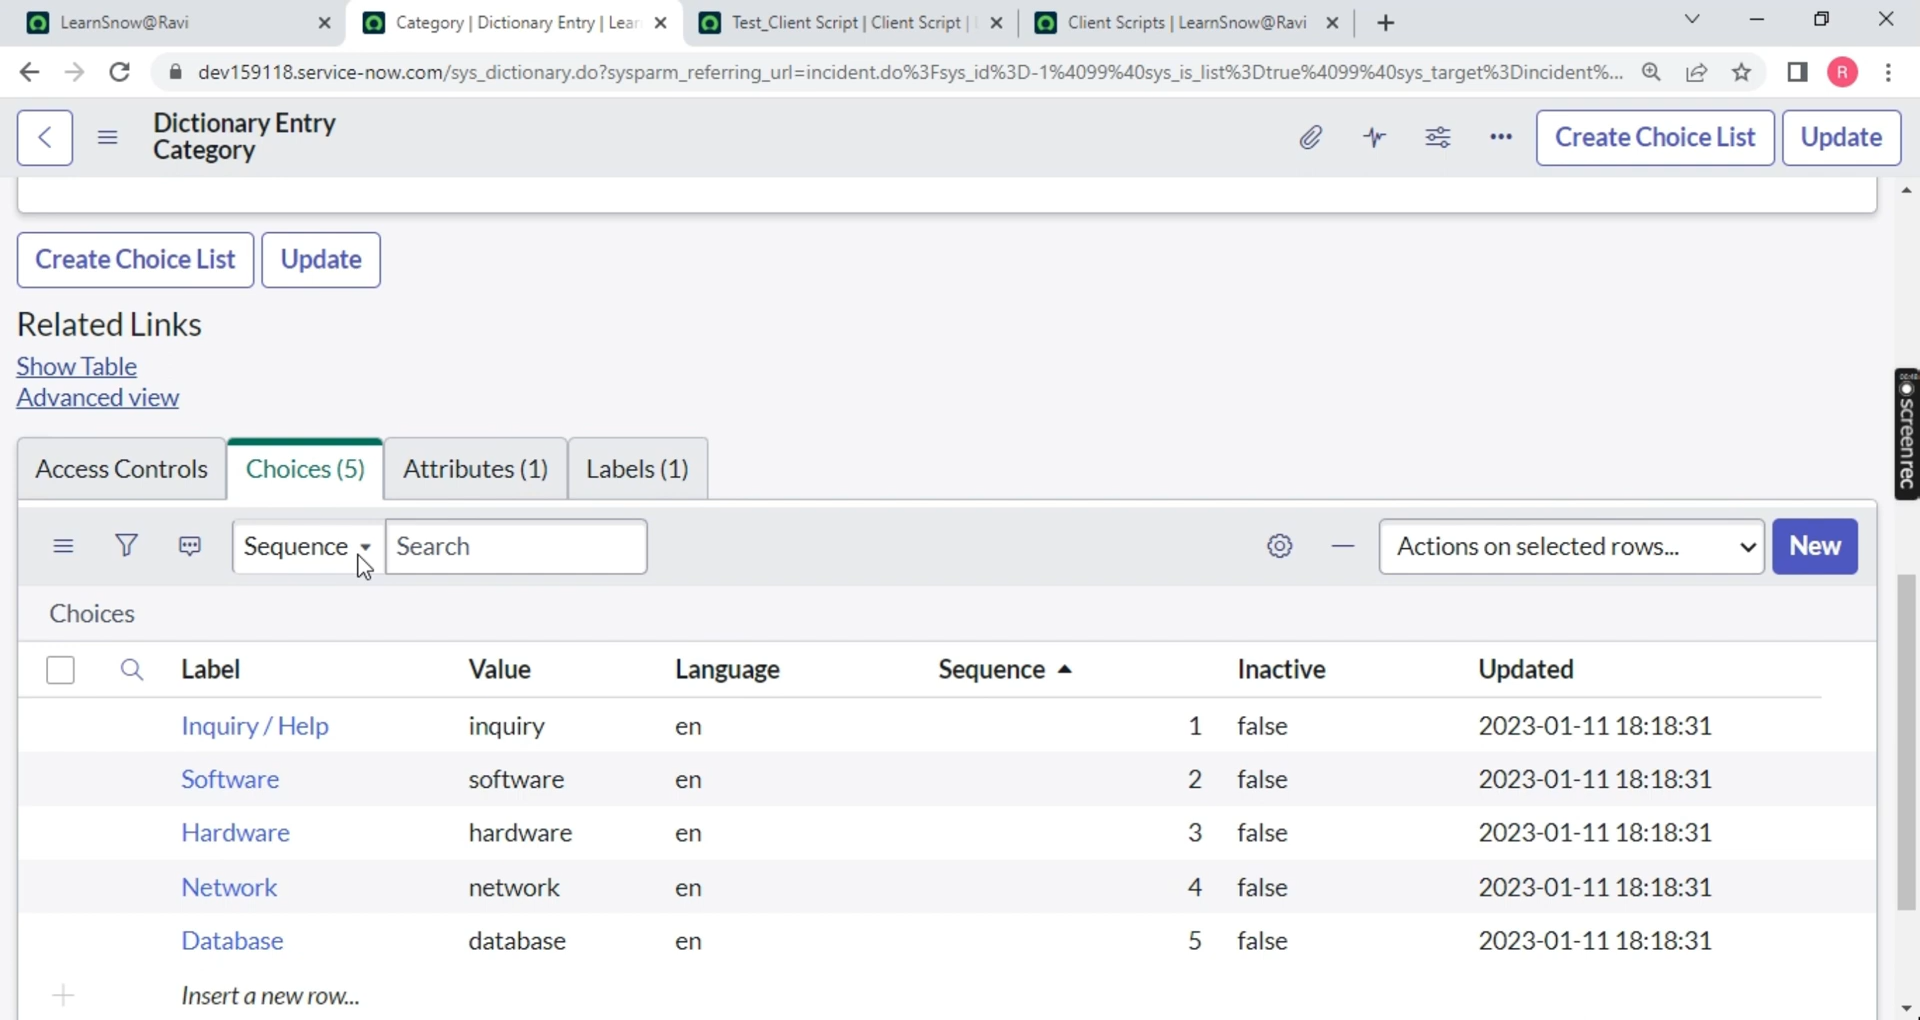 LearnSnow@Ravi
Category | Dictionary Entry | Lear
Test_Client Script | Client Script |
Client Scripts | LearnSnow@Ravi
dev159118.service-now.com/sys_dictionary.do?sysparm_referring_url=incident.do%3Fsys_id%3D-1%4099%40sys_is_list%3Dtrue%4099%40sys_target%3Dincident%...
R
Dictionary Entry
Category
Create Choice List
Update
Create Choice List
Update
Related Links
Show Table
Advanced view
screenrec
Access Controls
Choices (5)
Attributes (1)
Labels (1)
Sequence
Search
Actions on selected rows...
New
Choices
Label Value Language Sequence Inactive Updated
Inquiry / Help inquiry en 1 false 2023-01-11 18:18:31
Software software en 2 false 2023-01-11 18:18:31
Hardware hardware en 3 false 2023-01-11 18:18:31
Network network en 4 false 2023-01-11 18:18:31
Database database en 5 false 2023-01-11 18:18:31
Insert a new row...